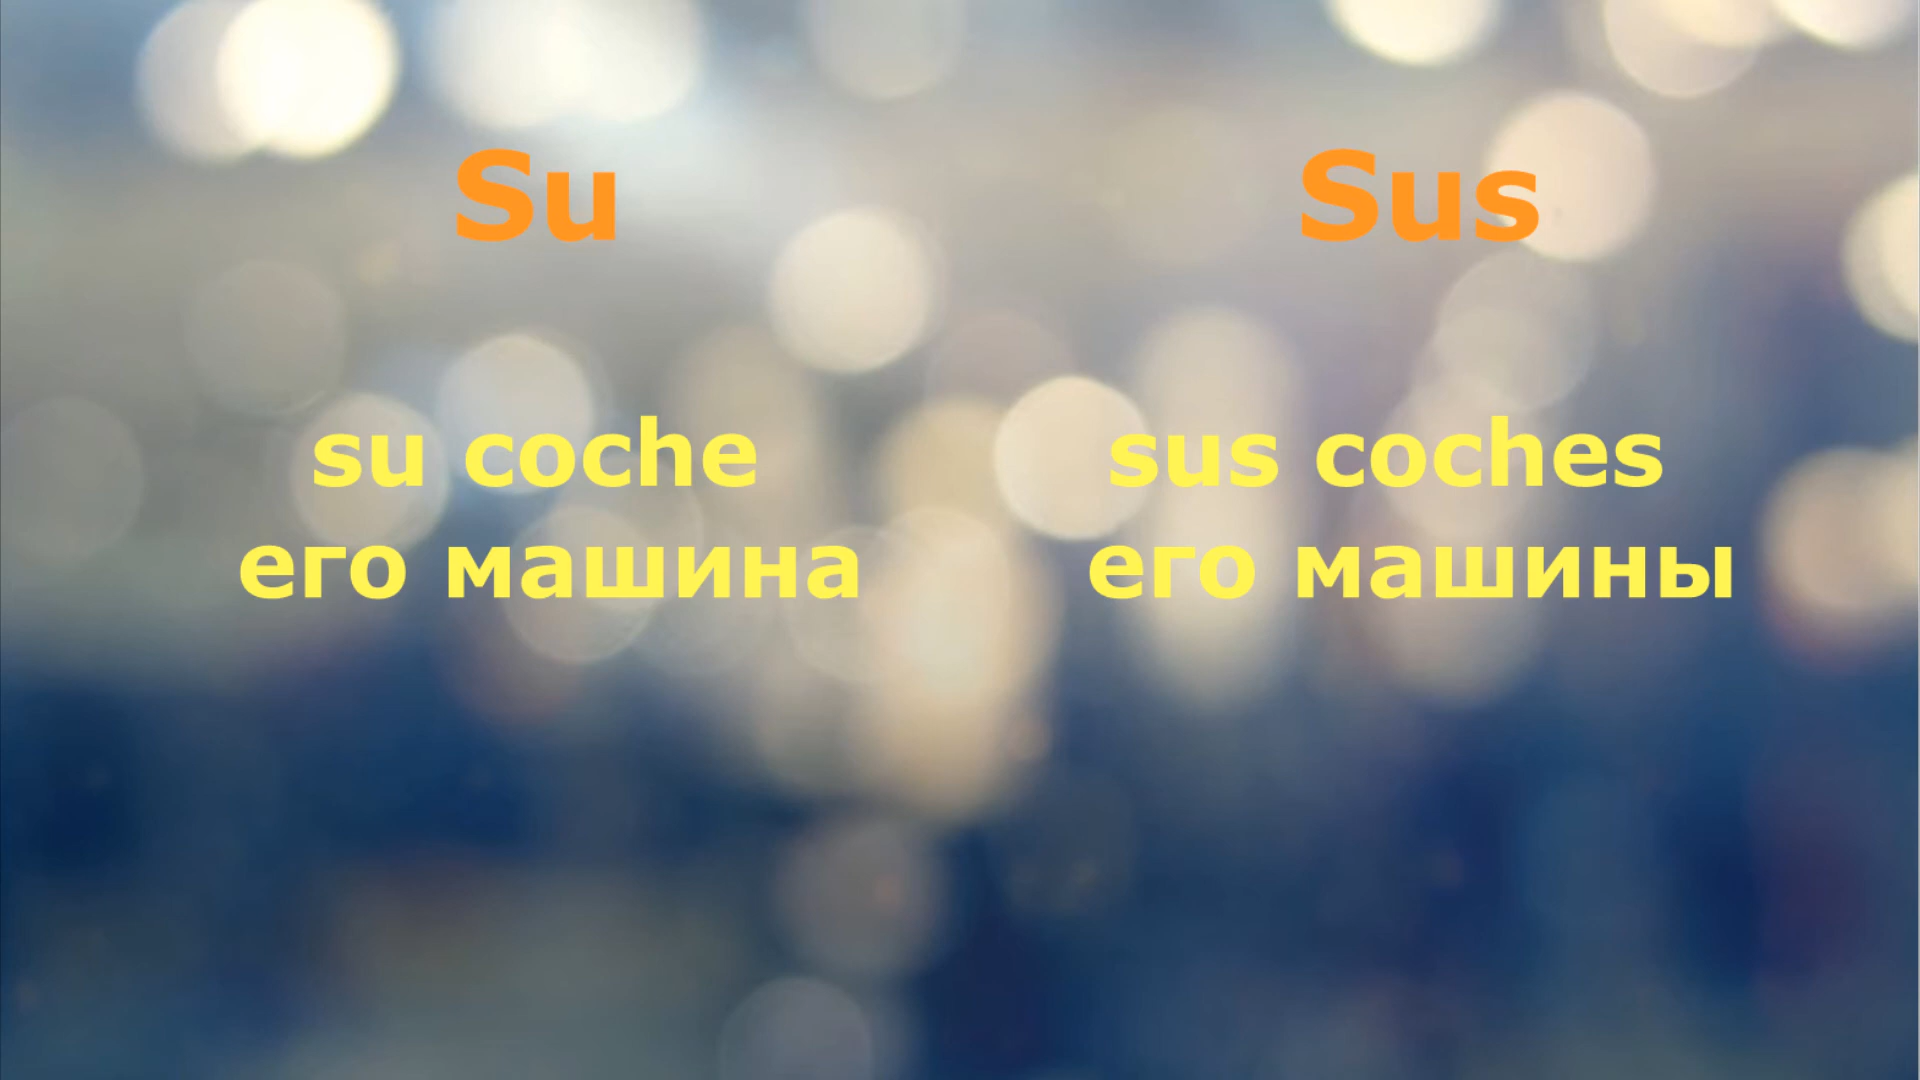 Su
Sus
su coche
его машина
sus coches
его машины